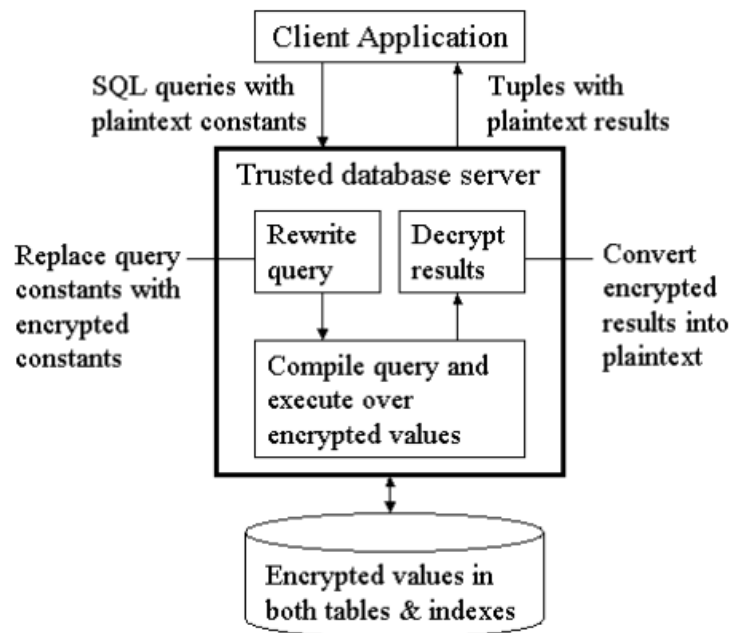 Client Application
SQL queries with
plaintext constants
Tuples with
plaintext results
Trusted database server
Replace query
constants with
encrypted
constants
Rewrite
query
Decrypt
results
Convert
encrypted
results into
plaintext
Compile query and
execute over
encrypted values
Encrypted values in
both tables & indexes